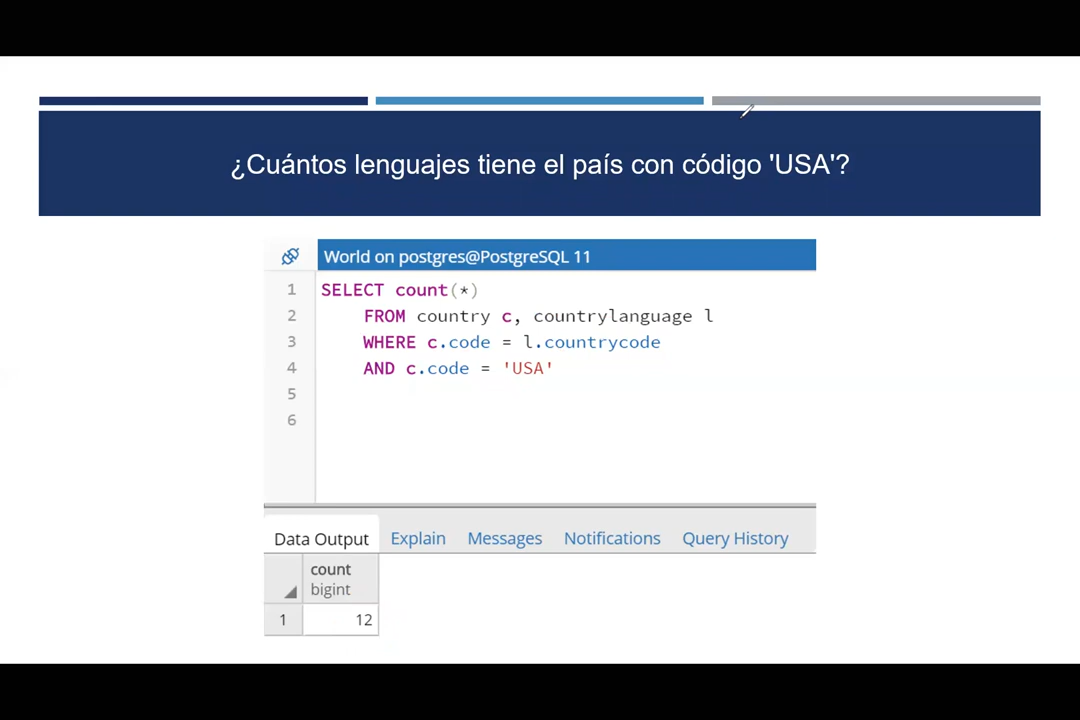 ¿Cuántos lenguajes tiene el país con código 'USA'?
World on postgres@PostgreSQL 11
1 SELECT count(*)
2 FROM country c, countrylanguage l
3 WHERE c.code = l.countrycode
4 AND c.code = 'USA'
5
6
Data Output Explain Messages Notifications Query History
count
bigint
1 12